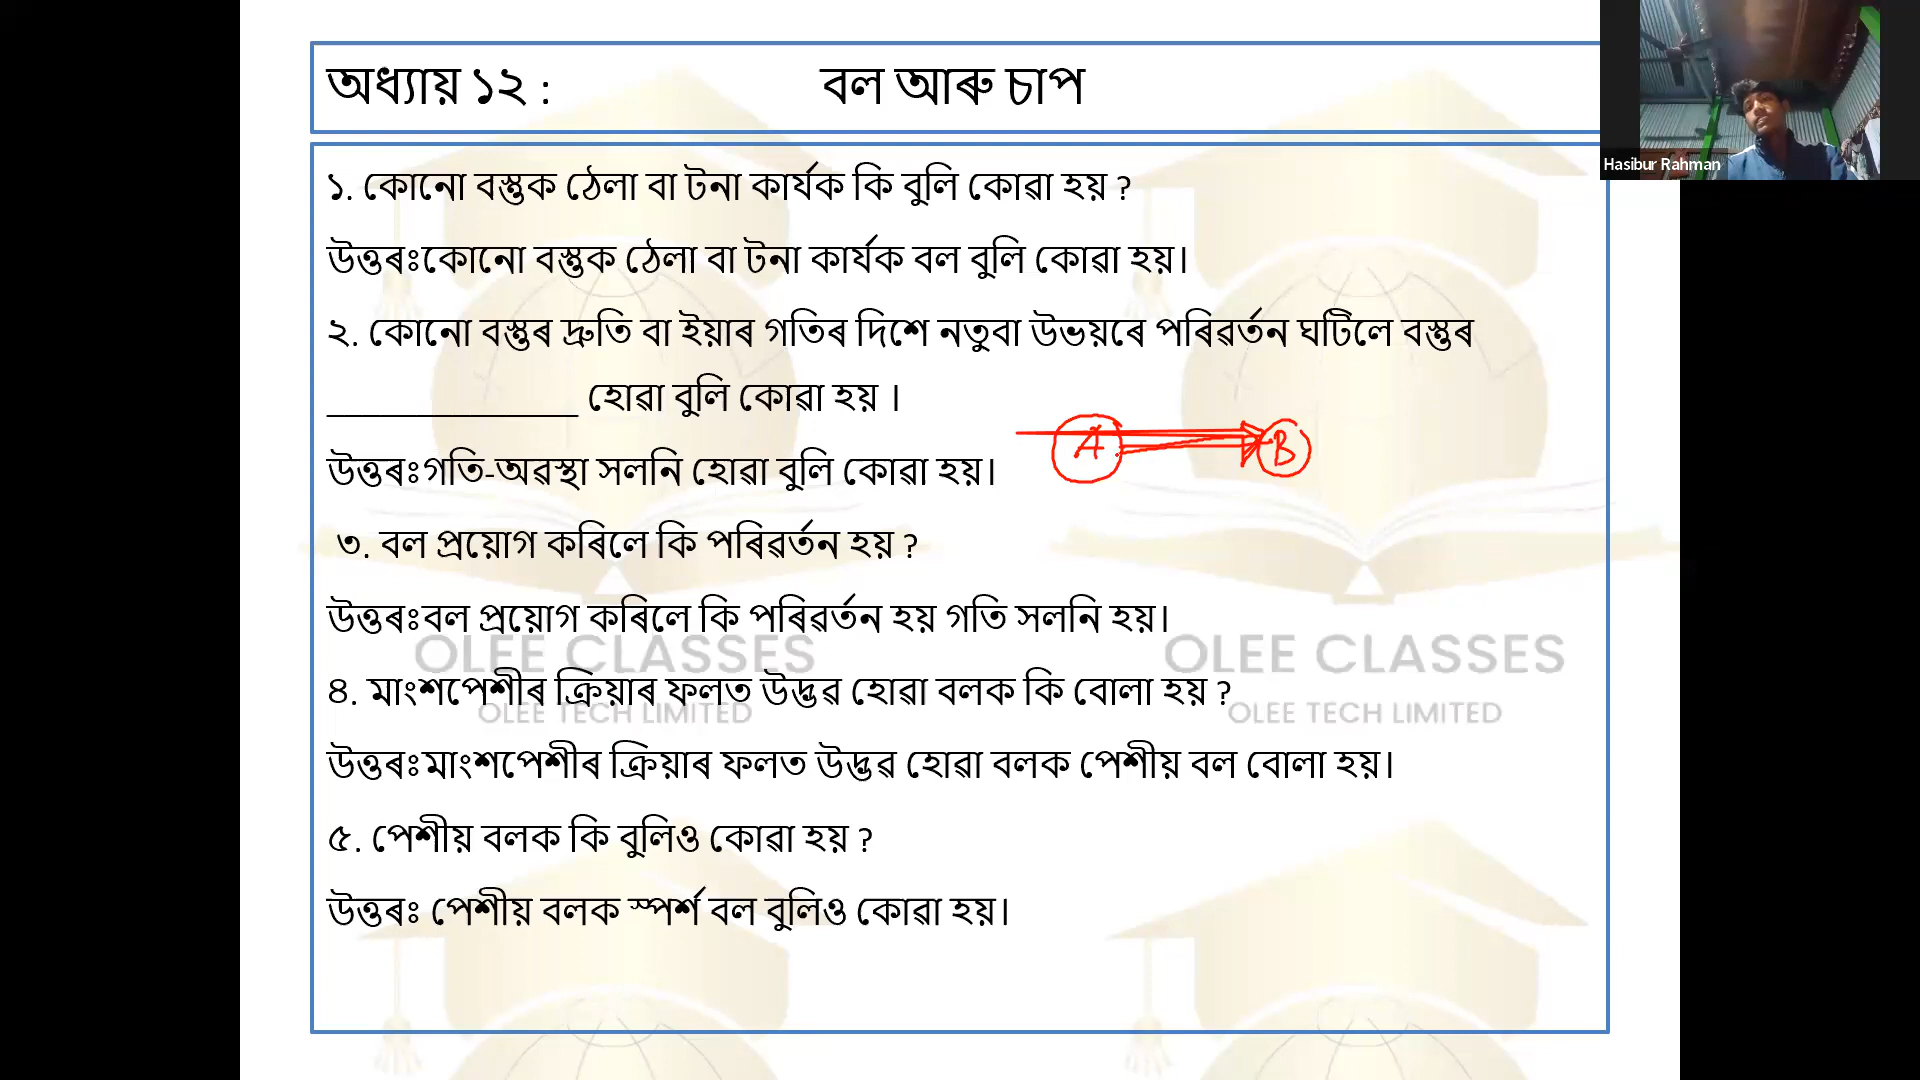 অধ্যায় ১২ : বল আৰু চাপ
Hasibur Rahman
১. কোনো বস্তুক ঠেলা বা টনা কাৰ্যক কি বুলি কোৱা হয় ?
উত্তৰঃকোনো বস্তুক ঠেলা বা টনা কাৰ্যক বল বুলি কোৱা হয়।
২. কোনো বস্তুৰ দ্ৰুতি বা ইয়াৰ গতিৰ দিশে নতুবা উভয়ৰে পৰিৱৰ্তন ঘটিলে বস্তুৰ
______________ হোৱা বুলি কোৱা হয় ।
A B
উত্তৰঃগতি-অৱস্থা সলনি হোৱা বুলি কোৱা হয়।
৩. বল প্ৰয়োগ কৰিলে কি পৰিৱৰ্তন হয় ?
উত্তৰঃবল প্ৰয়োগ কৰিলে কি পৰিৱৰ্তন হয় গতি সলনি হয়।
OLEE CLASSES OLEE CLASSES
৪. মাংশপেশীৰ ক্ৰিয়াৰ ফলত উদ্ভৱ হোৱা বলক কি বোলা হয় ?
OLEE TECH LIMITED OLEE TECH LIMITED
উত্তৰঃমাংশপেশীৰ ক্ৰিয়াৰ ফলত উদ্ভৱ হোৱা বলক পেশীয় বল বোলা হয়।
৫. পেশীয় বলক কি বুলিও কোৱা হয় ?
উত্তৰঃ পেশীয় বলক স্পৰ্শ বল বুলিও কোৱা হয়।